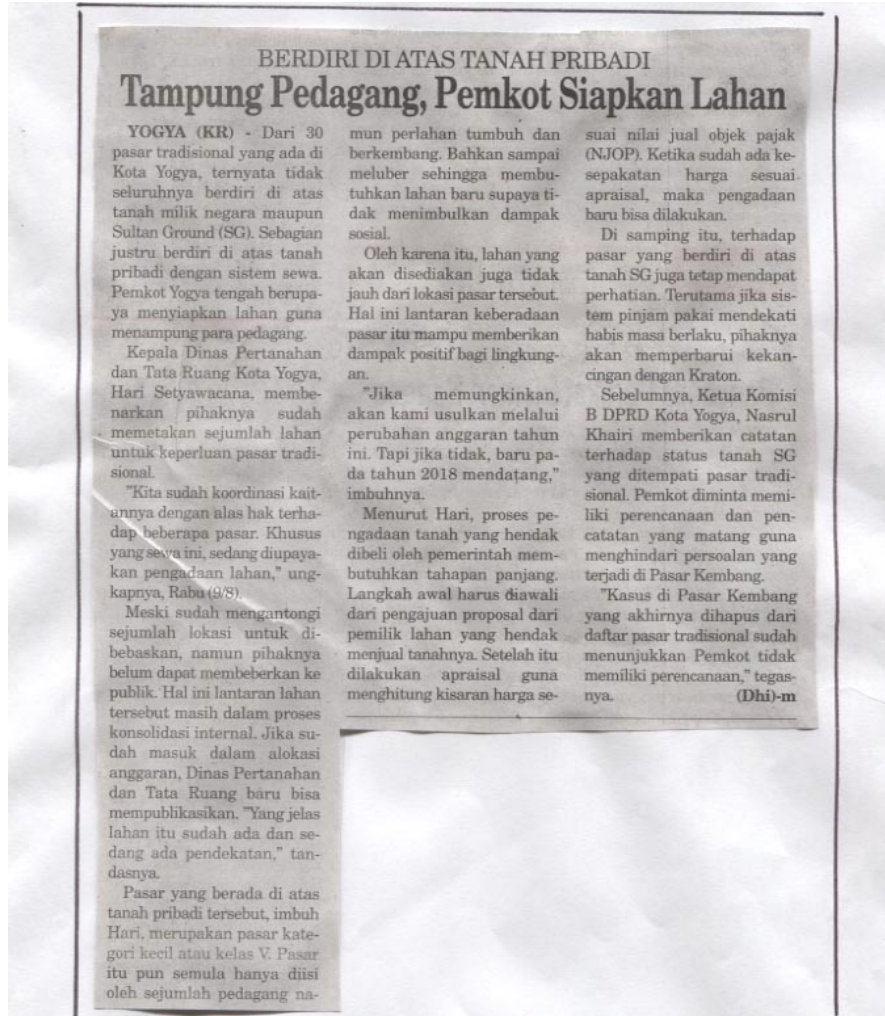 BERDIRI DI ATAS TANAH PRIBADI
Tampung Pedagang, Pemkot Siapkan Lahan
YOGYA (KR) - Dari 30
pasar tradisional yang ada di
Kota Yogya, ternyata tidak
seluruhnya berdiri di atas
tanah milik negara maupun
Sultan Ground (SG). Sebagian
justru berdiri di atas tanah
pribadi dengan sistem sewa.
Pemkot Yogya tengah berupa-
ya menyiapkan lahan guna
menampung para pedagang.
Kepala Dinas Pertanahan
dan Tata Ruang Kota Yogya,
Hari Setyawacana, membe-
narkan pihaknya sudah
memetakan sejumlah lahan
untuk keperluan pasar tradi-
sional.
"Kita sudah koordinasi kait-
annya dengan alas hak terha-
dap beberapa pasar. Khusus
yang sewa ini, sedang diupaya-
kan pengadaan lahan," ung-
kapnya, Rabu (9/8).
Meski sudah mengantongi
sejumlah lokasi untuk di-
bebaskan, namun pihaknya
belum dapat membeberkan ke
publik. Hal ini lantaran lahan
tersebut masih dalam proses
konsolidasi internal. Jika su-
dah masuk dalam alokasi
anggaran, Dinas Pertanahan
dan Tata Ruang baru bisa
mempublikasikan. "Yang jelas
lahan itu sudah ada dan se-
dang ada pendekatan," tan-
dasnya.
Pasar yang berada di atas
tanah pribadi tersebut, imbuh
Hari, merupakan pasar kate-
gori kecil atau kelas V. Pasar
itu pun semula hanya diisi
oleh sejumlah pedagang na-
mun perlahan tumbuh dan
berkembang. Bahkan sampai
meluber sehingga membu-
tuhkan lahan baru supaya ti-
dak menimbulkan dampak
sosial.
Oleh karena itu, lahan yang
akan disediakan juga tidak
jauh dari lokasi pasar tersebut.
Hal ini lantaran keberadaan
pasar itu mampu memberikan
dampak positif bagi lingkung-
an.
"Jika memungkinkan,
akan kami usulkan melalui
perubahan anggaran tahun
ini. Tapi jika tidak, baru pa-
da tahun 2018 mendatang,"
imbuhnya.
Menurut Hari, proses pe-
ngadaan tanah yang hendak
dibeli oleh pemerintah mem-
butuhkan tahapan panjang.
Langkah awal harus diawali
dari pengajuan proposal dari
pemilik lahan yang hendak
menjual tanahnya. Setelah itu
dilakukan apraisal guna
menghitung kisaran harga se-
suai nilai jual objek pajak
(NJOP). Ketika sudah ada ke-
sepakatan harga sesuai
apraisal, maka pengadaan
baru bisa dilakukan.
Di samping itu, terhadap
pasar yang berdiri di atas
tanah SG juga tetap mendapat
perhatian. Terutama jika sis-
tem pinjam pakai mendekati
habis masa berlaku, pihaknya
akan memperbarui kekan-
cingan dengan Kraton.
Sebelumnya, Ketua Komisi
B DPRD Kota Yogya, Nasrul
Khairi memberikan catatan
terhadap status tanah SG
yang ditempati pasar tradi-
sional. Pemkot diminta memi-
liki perencanaan dan pen-
catatan yang matang guna
menghindari persoalan yang
terjadi di Pasar Kembang.
"Kasus di Pasar Kembang
yang akhirnya dihapus dari
daftar pasar tradisional sudah
menunjukkan Pemkot tidak
memiliki perencanaan," tegas-
nya. (Dhi)-m